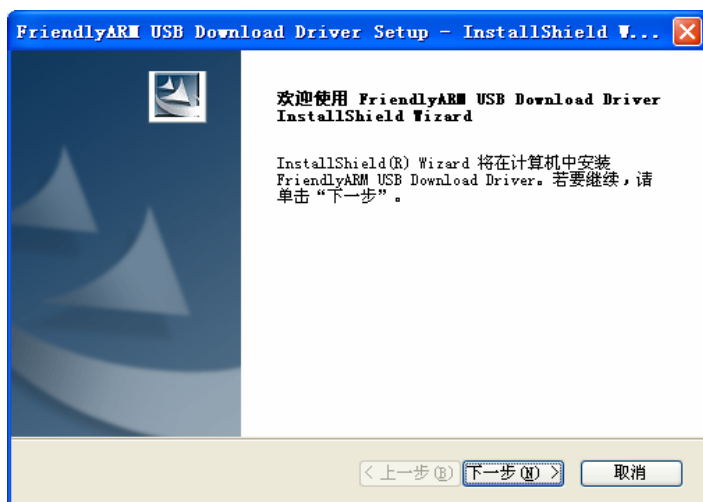 FriendlyARM USB Download Driver Setup - InstallShield W...
欢迎使用 FriendlyARM USB Download Driver
InstallShield Wizard
InstallShield(R) Wizard 将在计算机中安装
FriendlyARM USB Download Driver。若要继续，请
单击“下一步”。
< 上一步(B) 下一步(N) > 取消